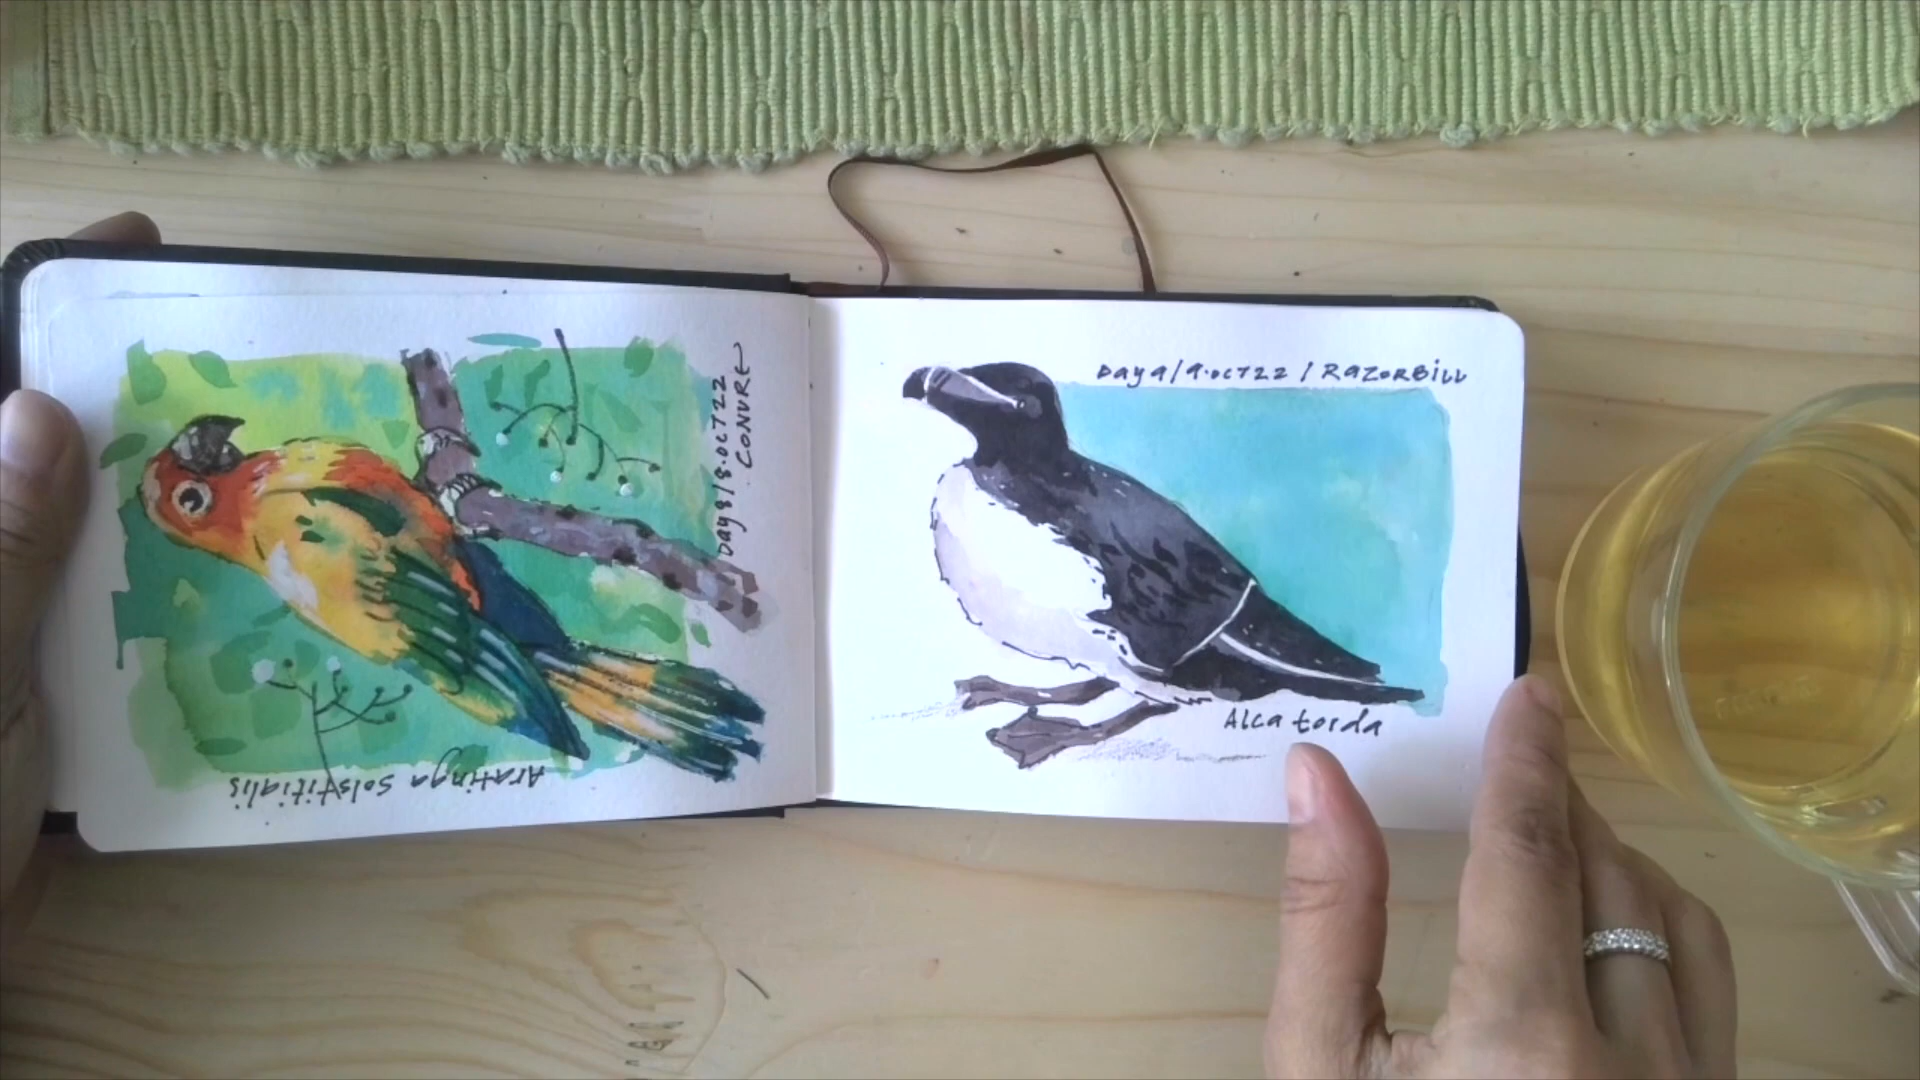 Day 8/8.OCT22
CONURE
Aratinga Solstitialis
Day 9/9.OCT22 / RAZORBILL
Alca torda